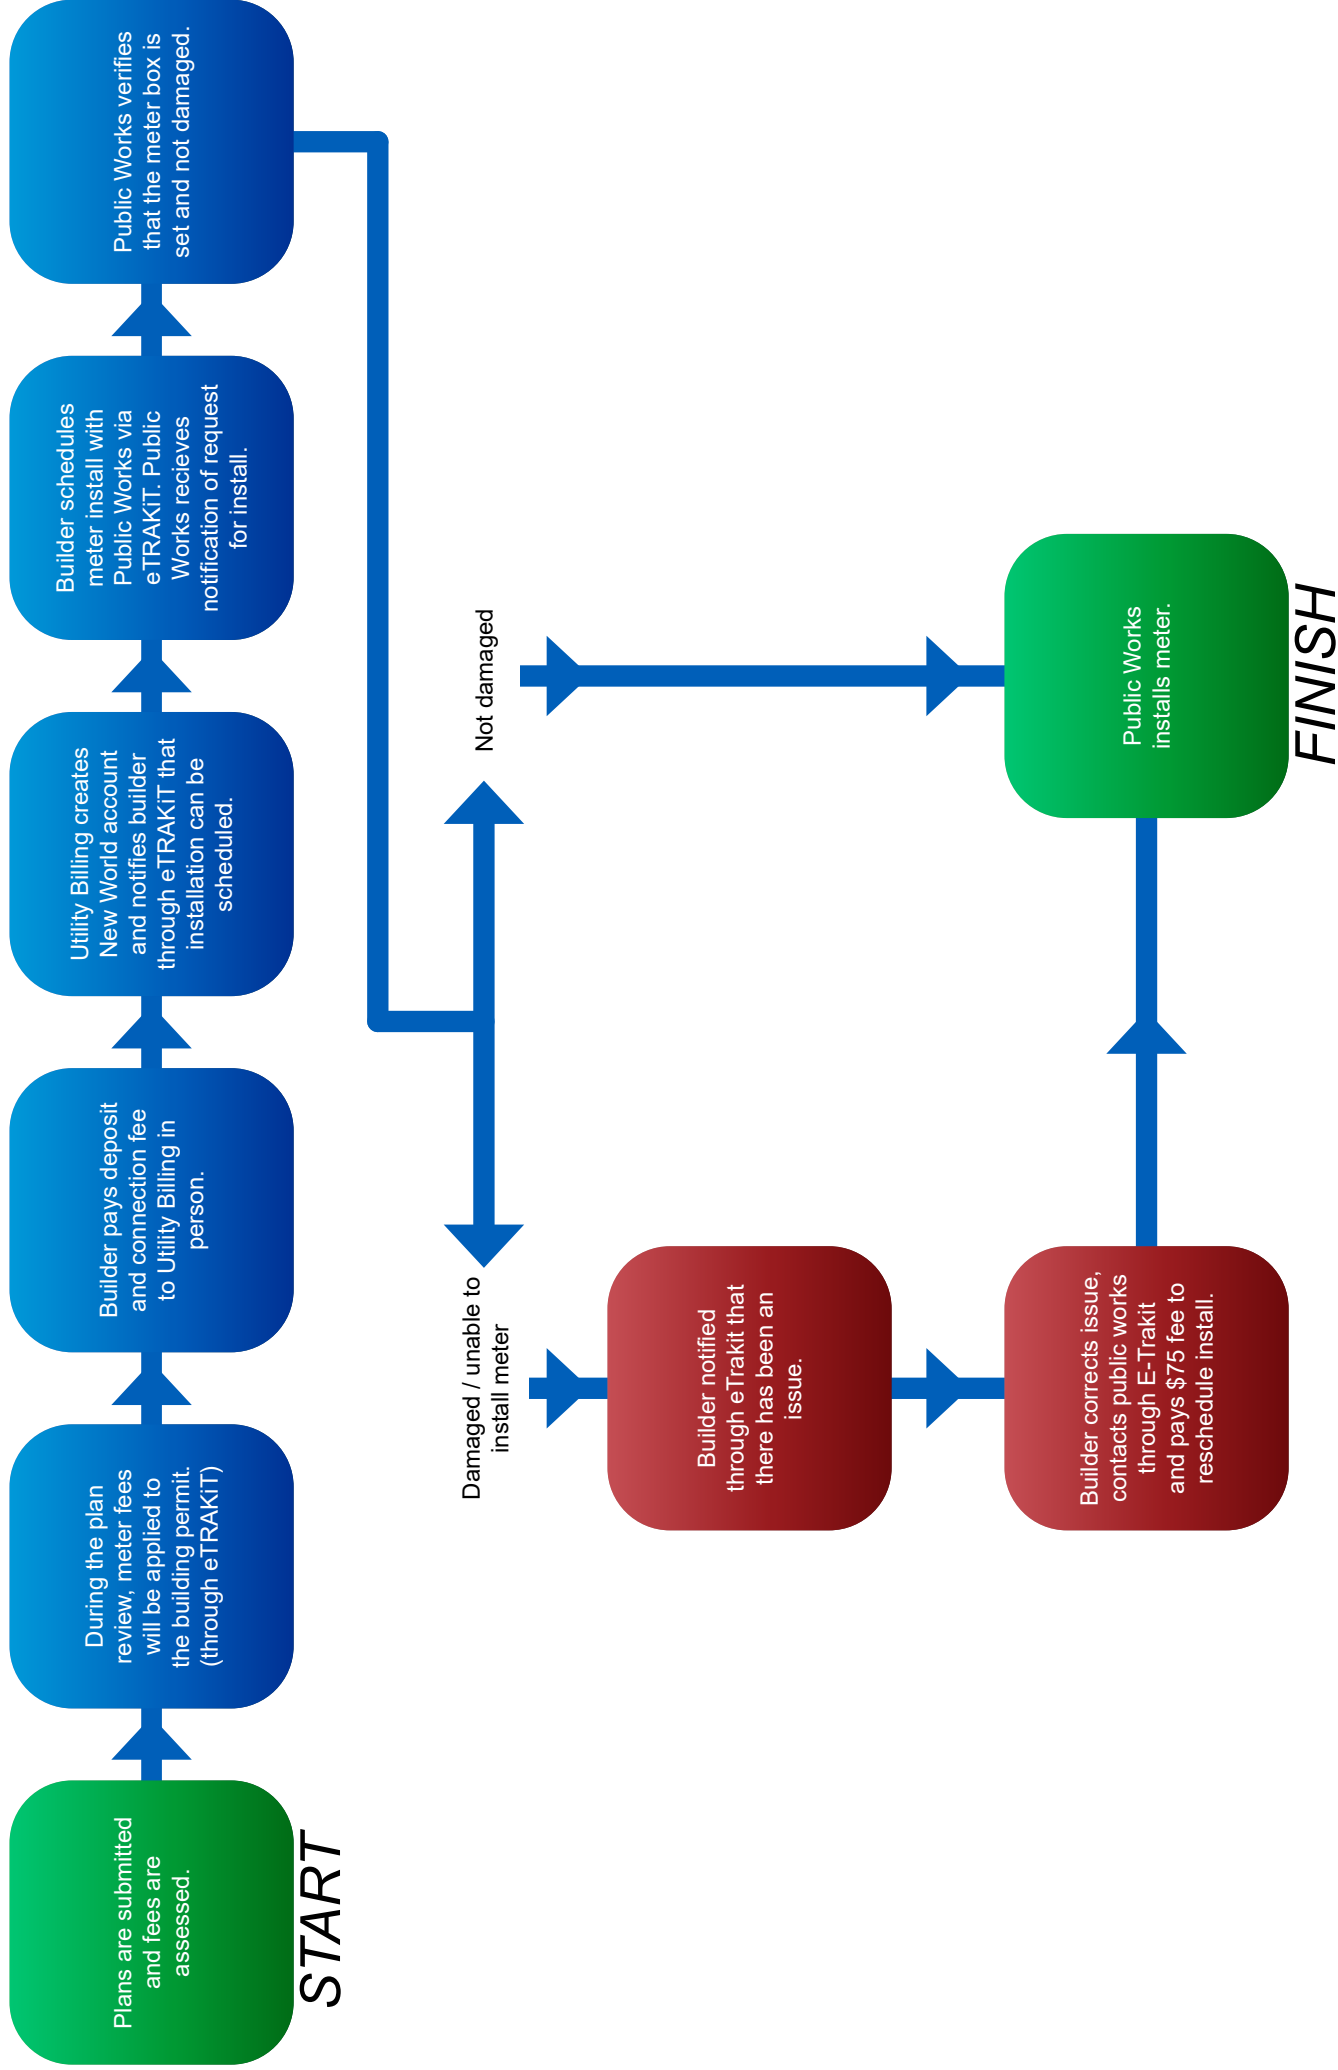 Plans are submitted
and fees are
assessed.
START
During the plan
review, meter fees
will be applied to
the building permit.
(through eTRAKiT)
Builder pays deposit
and connection fee
to Utility Billing in
person.
Utility Billing creates
New World account
and notifies builder
through eTRAKiT that
installation can be
scheduled.
Builder schedules
meter install with
Public Works via
eTRAKiT. Public
Works recieves
notification of request
for install.
Public Works verifies
that the meter box is
set and not damaged.
Damaged / unable to
install meter
Not damaged
Builder notified
through eTrakit that
there has been an
issue.
Builder corrects issue,
contacts public works
through E-Trakit
and pays $75 fee to
reschedule install.
Public Works
installs meter.
FINISH